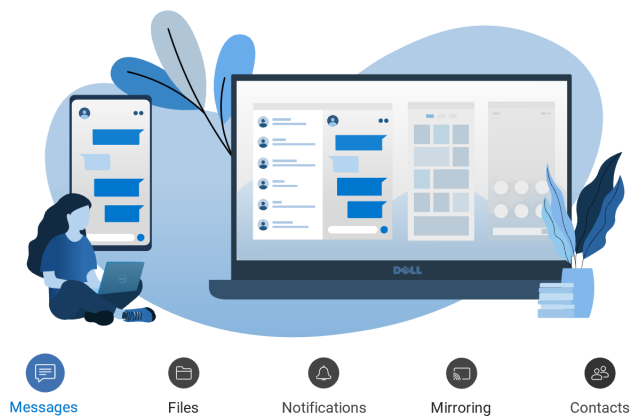 DELL
Messages
Files
Notifications
Mirroring
Contacts